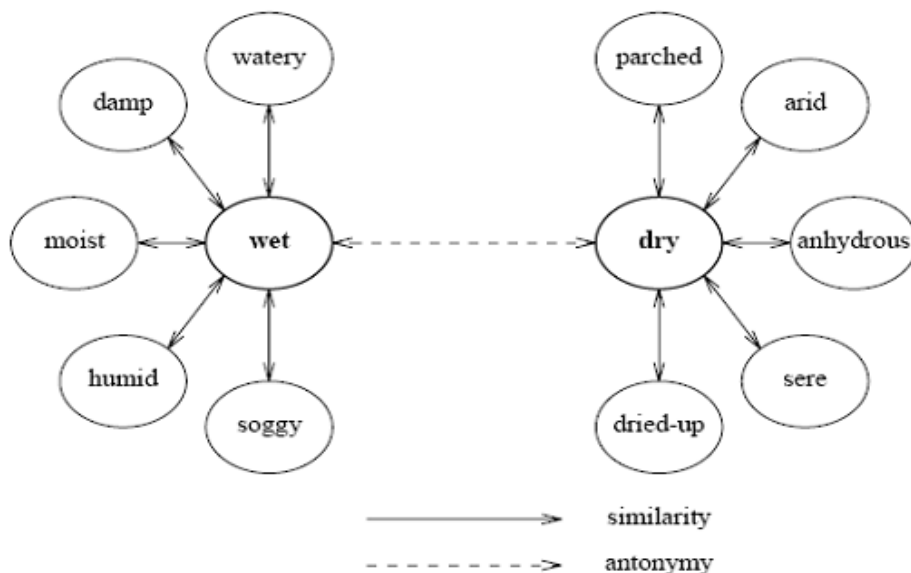 watery
parched
damp
arid
moist
wet
dry
anhydrous
humid
sere
soggy
dried-up
similarity
antonymy